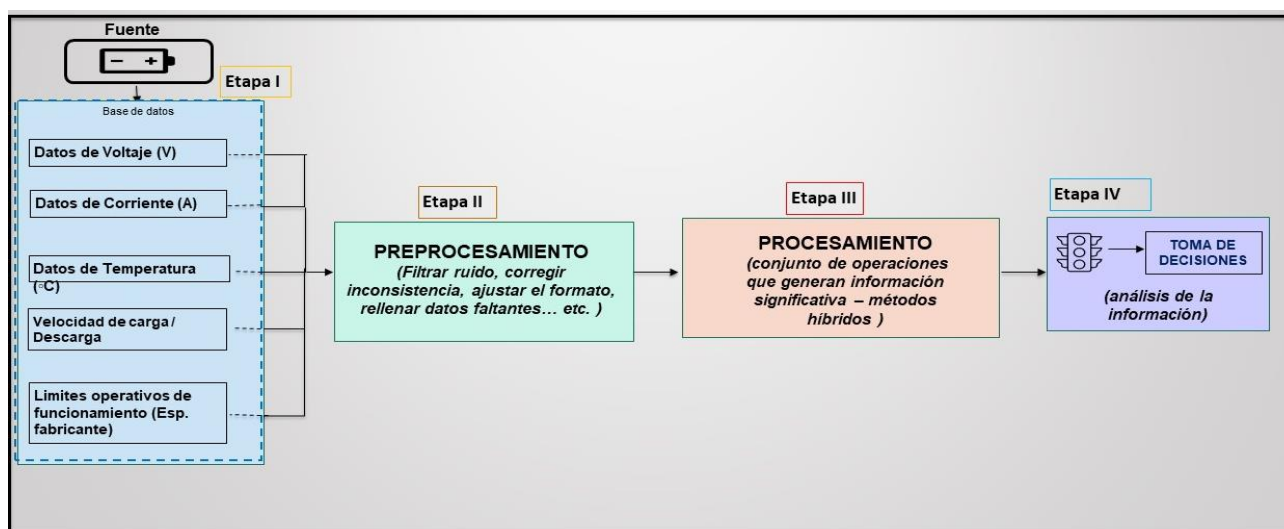 Fuente
Etapa I
Base de datos
Datos de Voltaje (V)
Datos de Corriente (A)
Datos de Temperatura
(◦C)
Velocidad de carga /
Descarga
Limites operativos de
funcionamiento (Esp.
fabricante)
Etapa II
PREPROCESAMIENTO
(Filtrar ruido, corregir
inconsistencia, ajustar el formato,
rellenar datos faltantes… etc. )
Etapa III
PROCESAMIENTO
(conjunto de operaciones
que generan información
significativa – métodos
híbridos )
Etapa IV
TOMA DE
DECISIONES
(análisis de la
información)